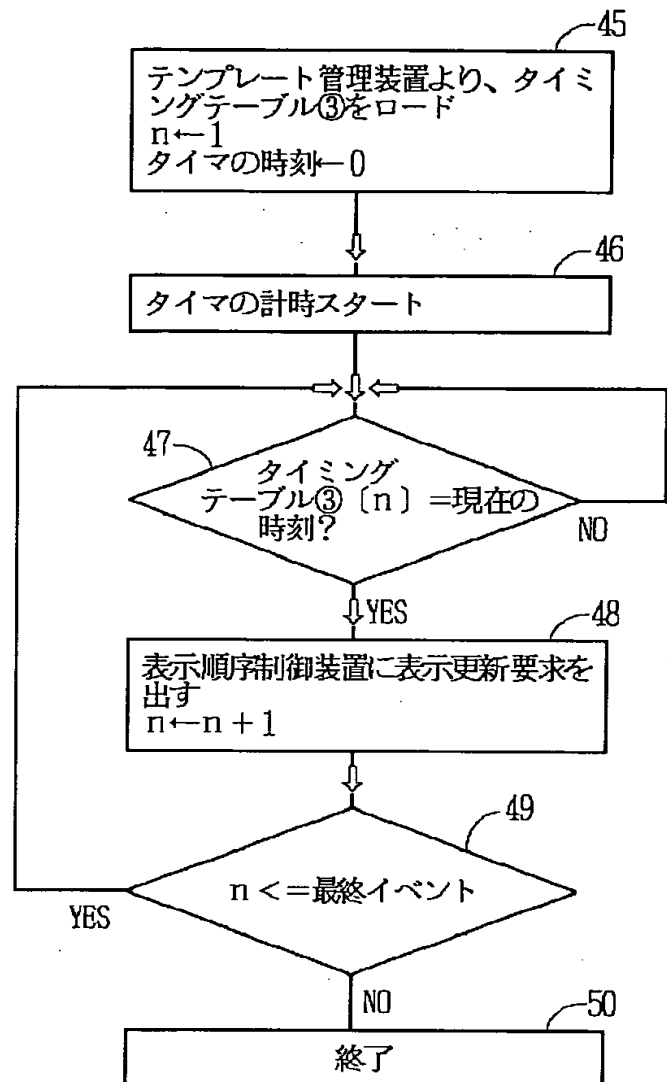 45
テンプレート管理装置より、タイミ
ングテーブル③をロード
n←1
タイマの時刻←0
46
タイマの計時スタート
47
タイミング
テーブル③〔n〕=現在の
時刻?
NO
YES
48
表示順序制御装置に表示更新要求を
出す
n←n+1
49
n<=最終イベント
YES
NO
50
終了